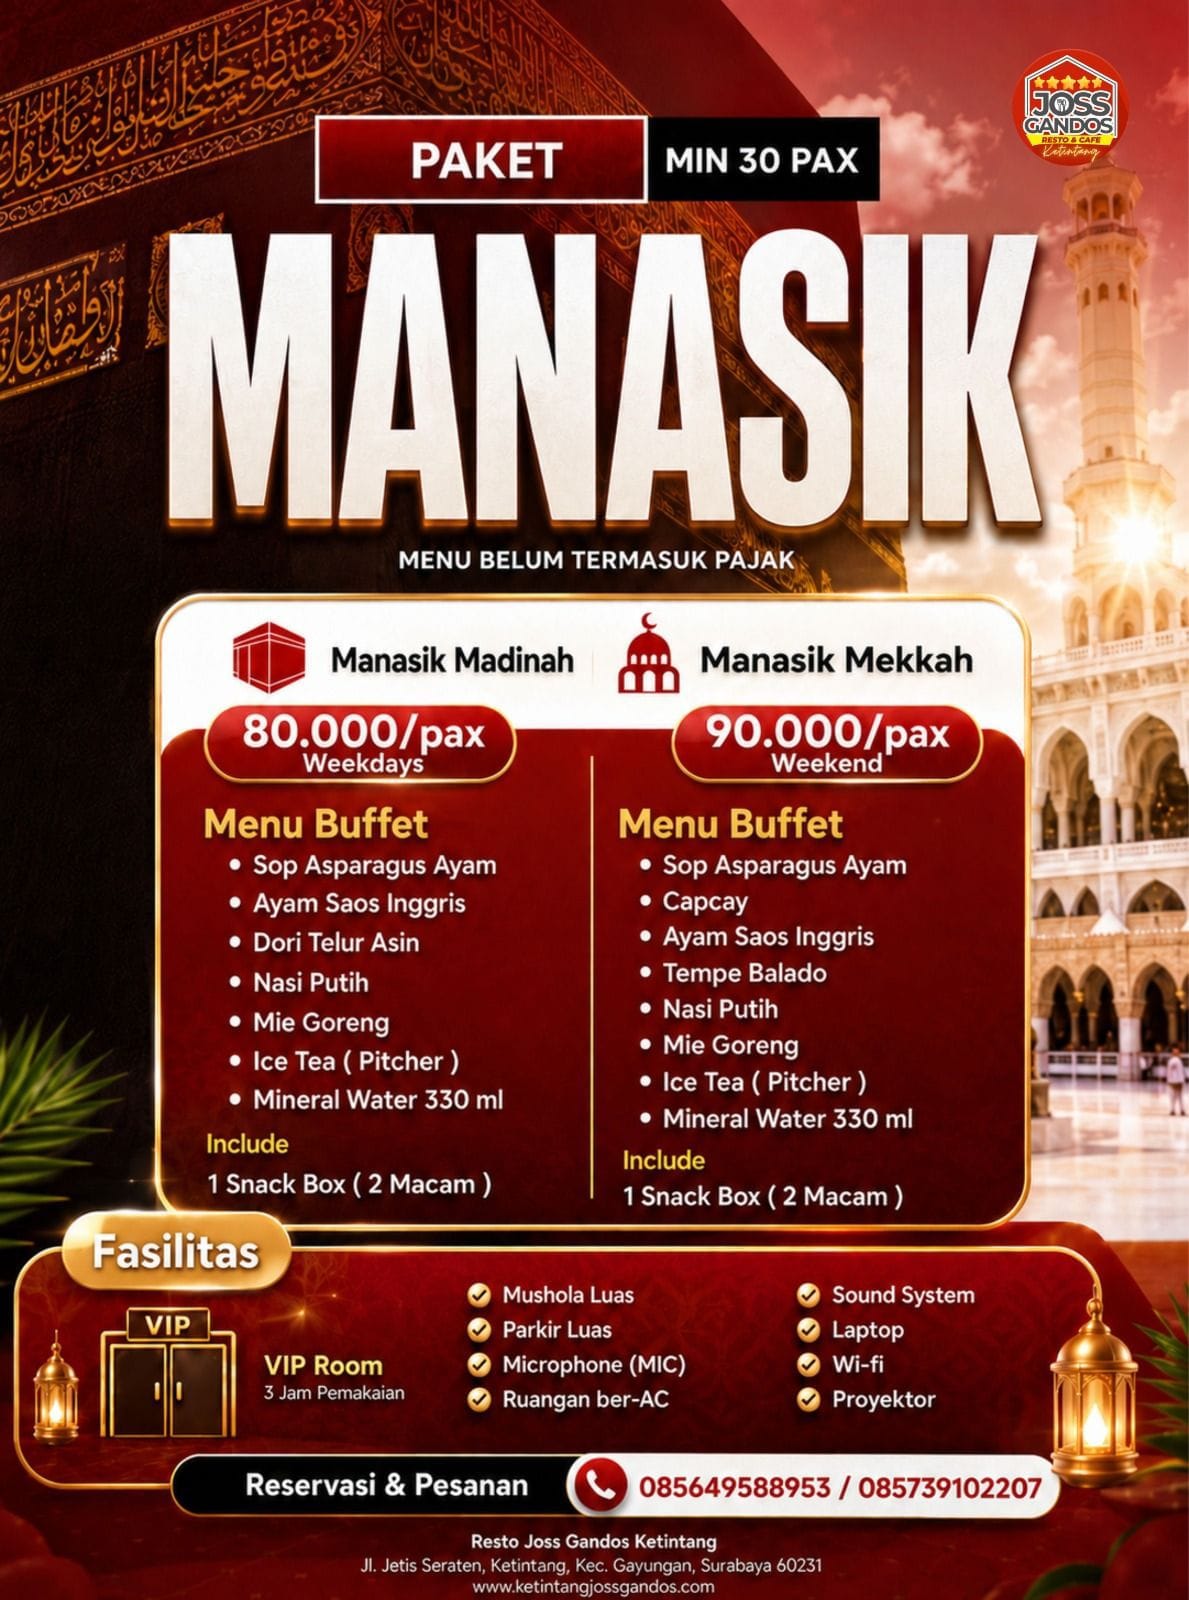 JOSS
GANDOS
RESTO & CAFE
Ketintang
PAKET
MIN 30 PAX
MANASIK
MENU BELUM TERMASUK PAJAK
Manasik Madinah
80.000/pax
Weekdays
Menu Buffet
• Sop Asparagus Ayam
• Ayam Saos Inggris
• Dori Telur Asin
• Nasi Putih
• Mie Goreng
• Ice Tea ( Pitcher )
• Mineral Water 330 ml
Include
1 Snack Box ( 2 Macam )
Manasik Mekkah
90.000/pax
Weekend
Menu Buffet
• Sop Asparagus Ayam
• Capcay
• Ayam Saos Inggris
• Tempe Balado
• Nasi Putih
• Mie Goreng
• Ice Tea ( Pitcher )
• Mineral Water 330 ml
Include
1 Snack Box ( 2 Macam )
Fasilitas
VIP
VIP Room
3 Jam Pemakaian
Mushola Luas
Parkir Luas
Microphone (MIC)
Ruangan ber-AC
Sound System
Laptop
Wi-fi
Proyektor
Reservasi & Pesanan
085649588953 / 085739102207
Resto Joss Gandos Ketintang
Jl. Jetis Seraten, Ketintang, Kec. Gayungan, Surabaya 60231
www.ketintangjossgandos.com